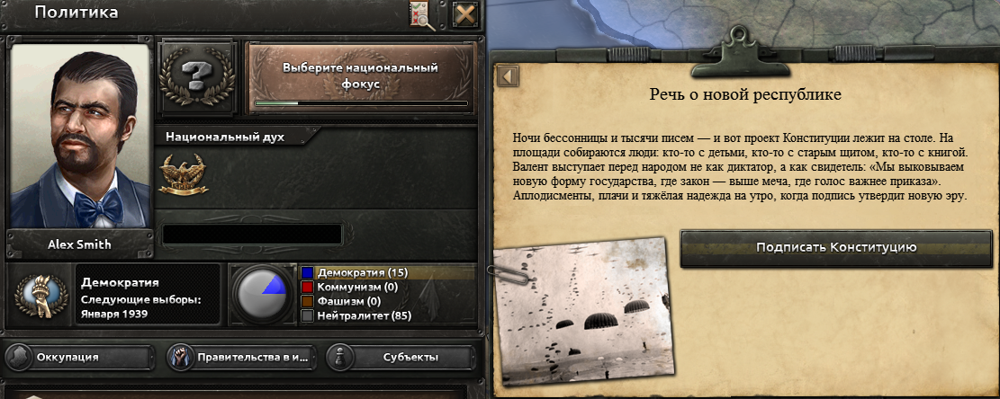 Политика
Выберите национальный
фокус
Национальный дух
Alex Smith
Демократия
Следующие выборы:
Января 1939
Демократия (15)
Коммунизм (0)
Фашизм (0)
Нейтралитет (85)
Оккупация
Правительства в и...
Субъекты
Речь о новой республике
Ночи бессонницы и тысячи писем — и вот проект Конституции лежит на столе. На
площади собираются люди: кто-то с детьми, кто-то с старым щитом, кто-то с книгой.
Валент выступает перед народом не как диктатор, а как свидетель: «Мы выковываем
новую форму государства, где закон — выше меча, где голос важнее приказа».
Аплодисменты, плачи и тяжёлая надежда на утро, когда подпись утвердит новую эру.
Подписать Конституцию